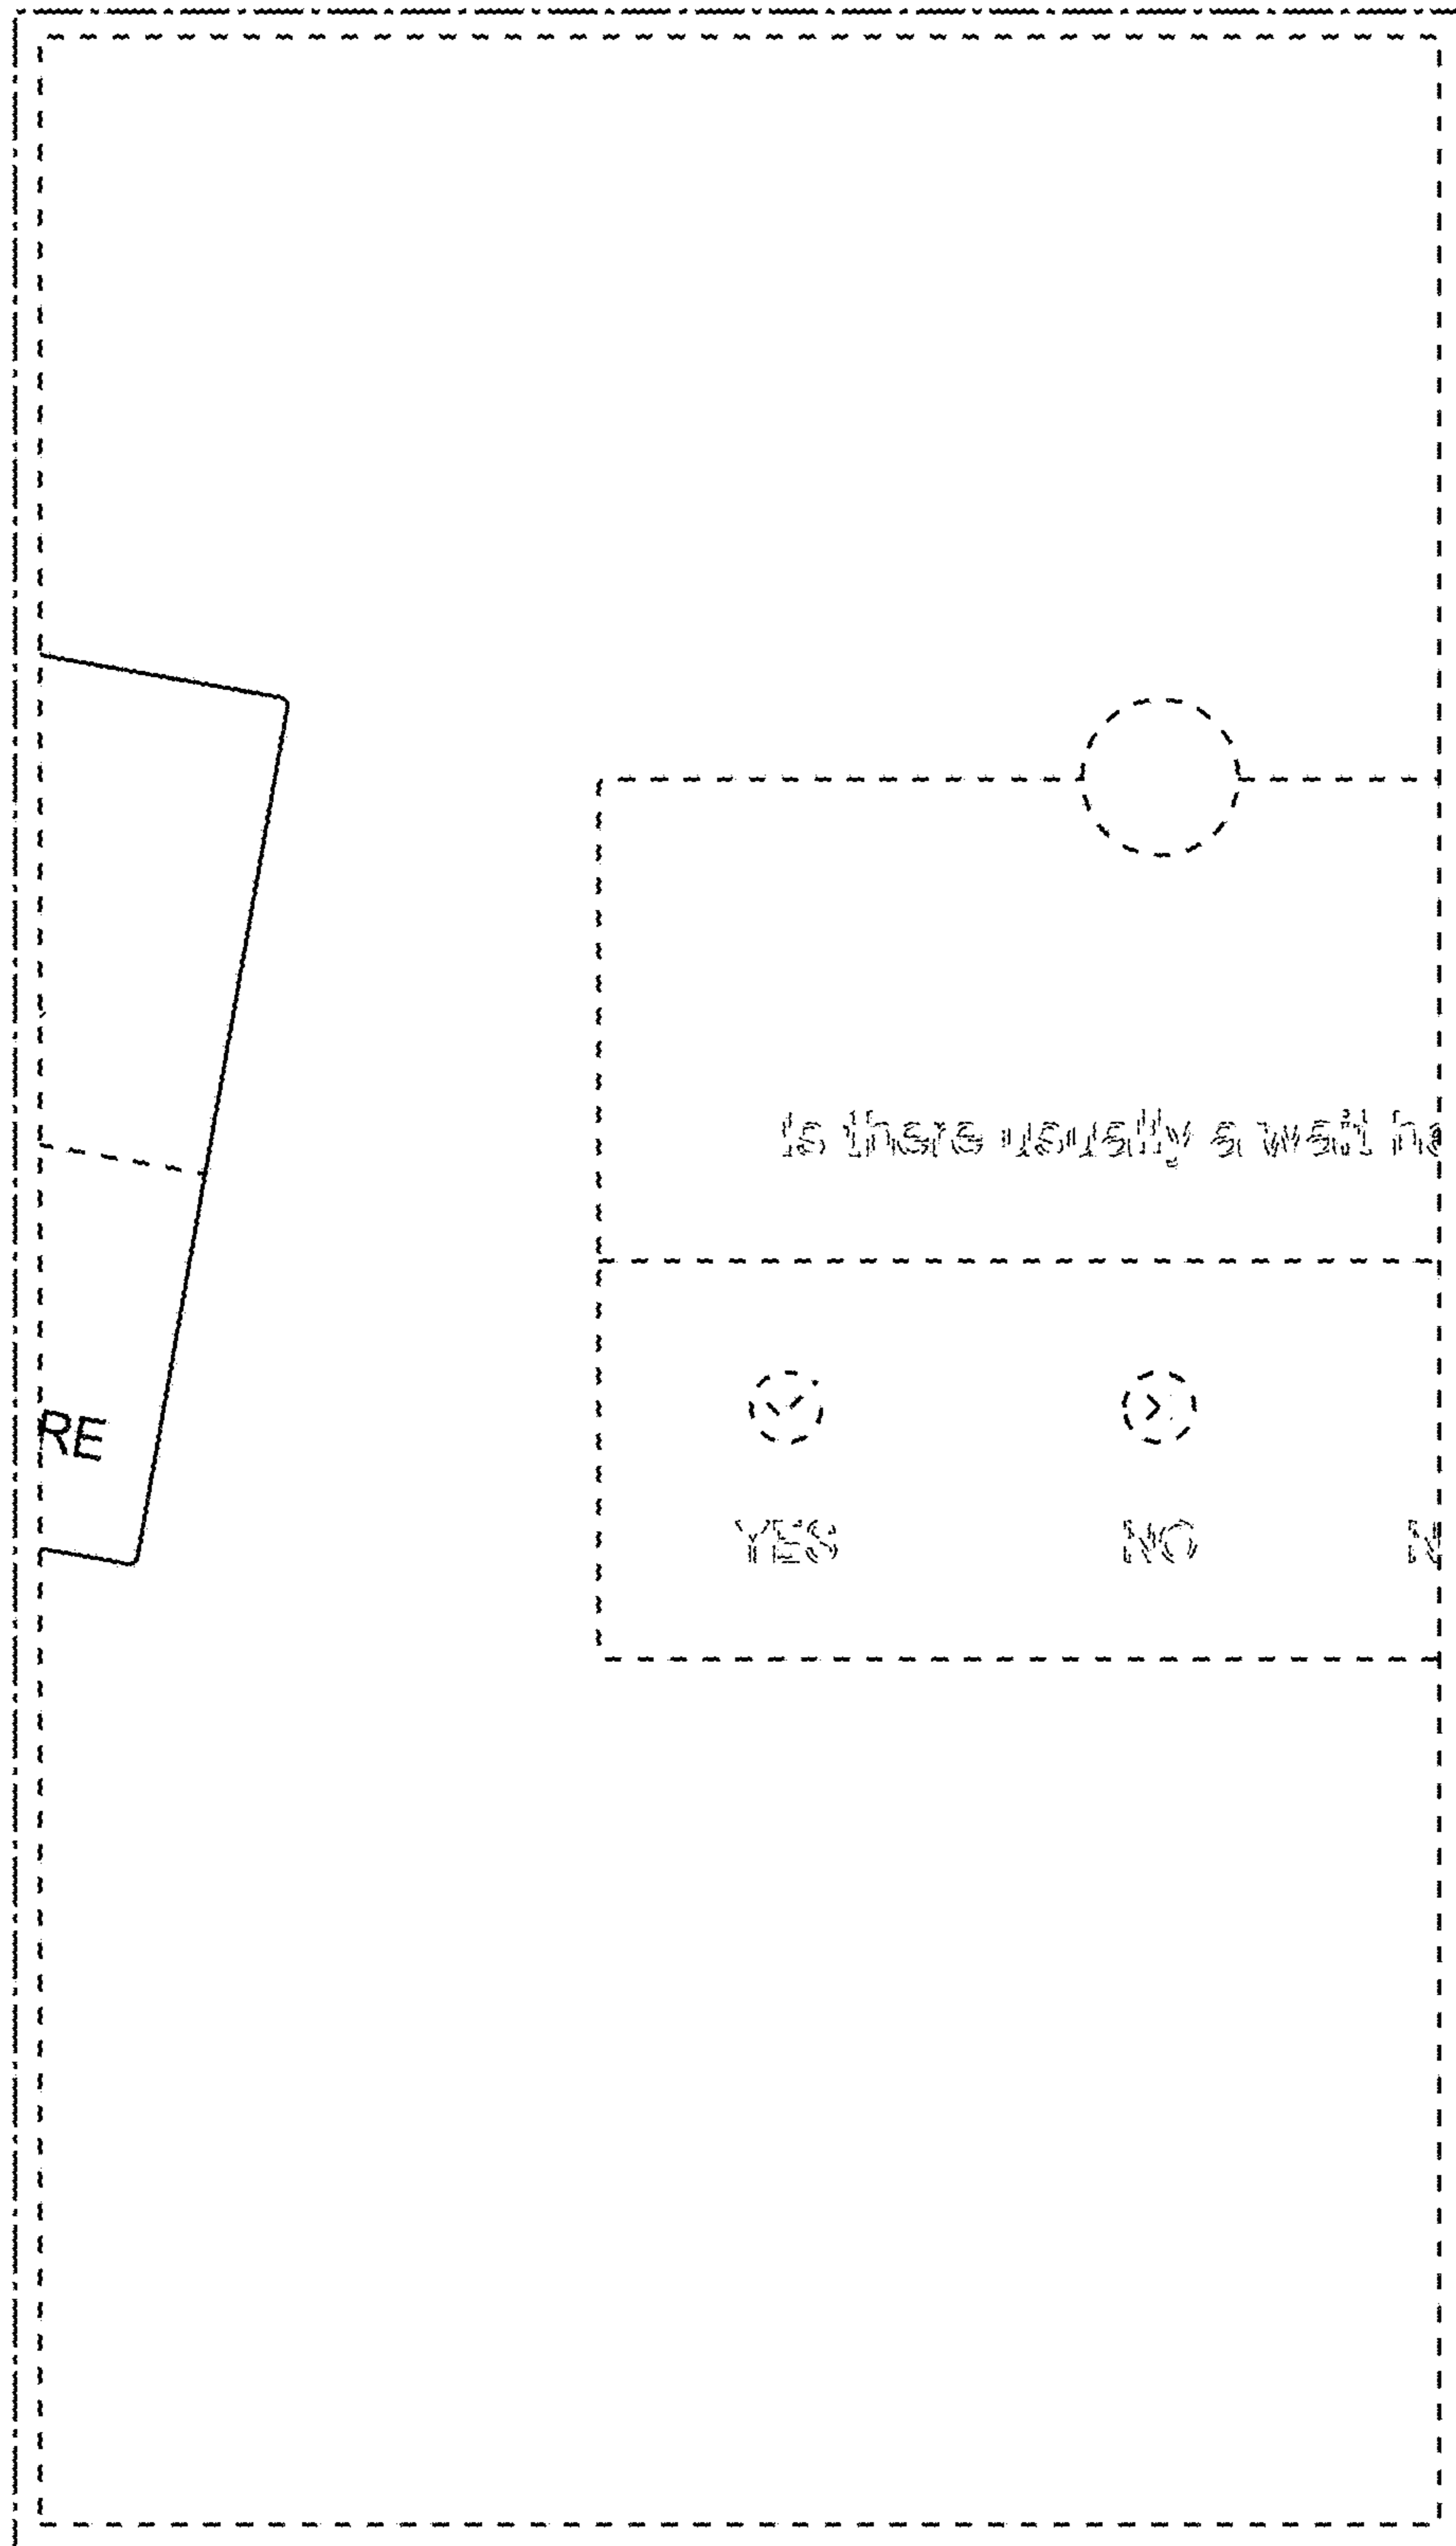 Is there usually a wait
RE
YES NO N